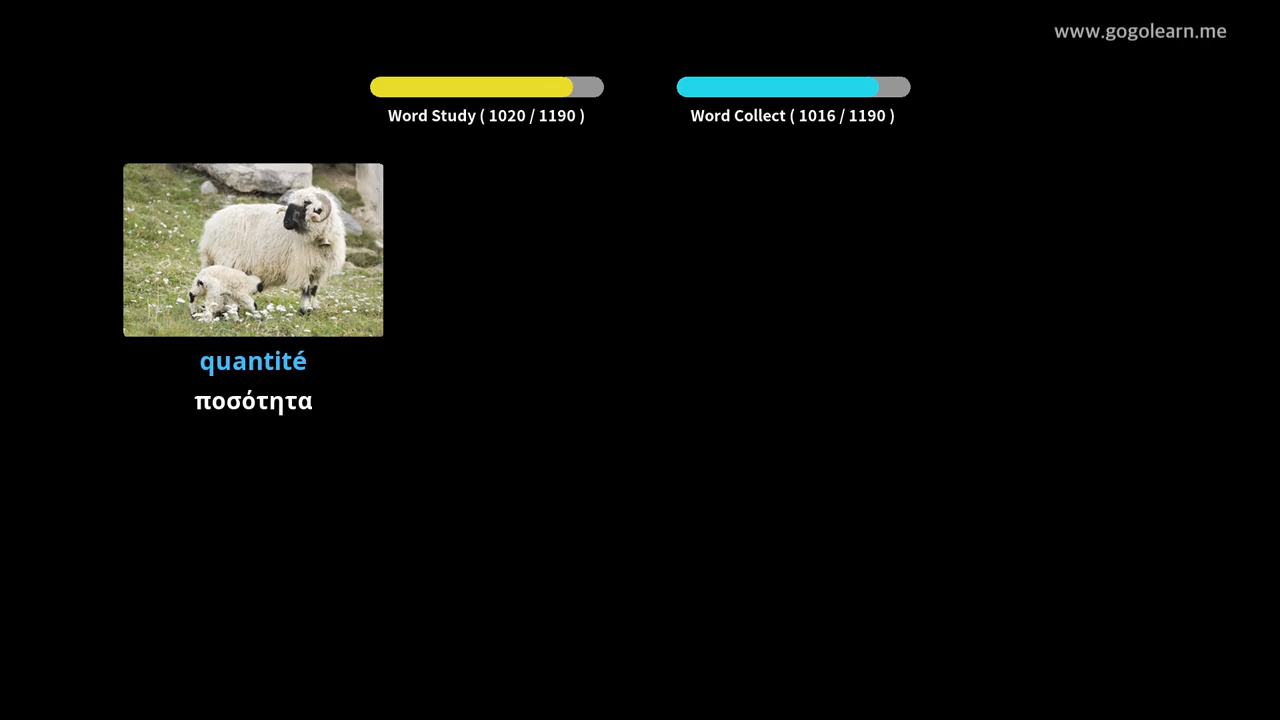 www.gogolearn.me
Word Study ( 1020 / 1190 )
Word Collect ( 1016 / 1190 )
quantité
ποσότητα